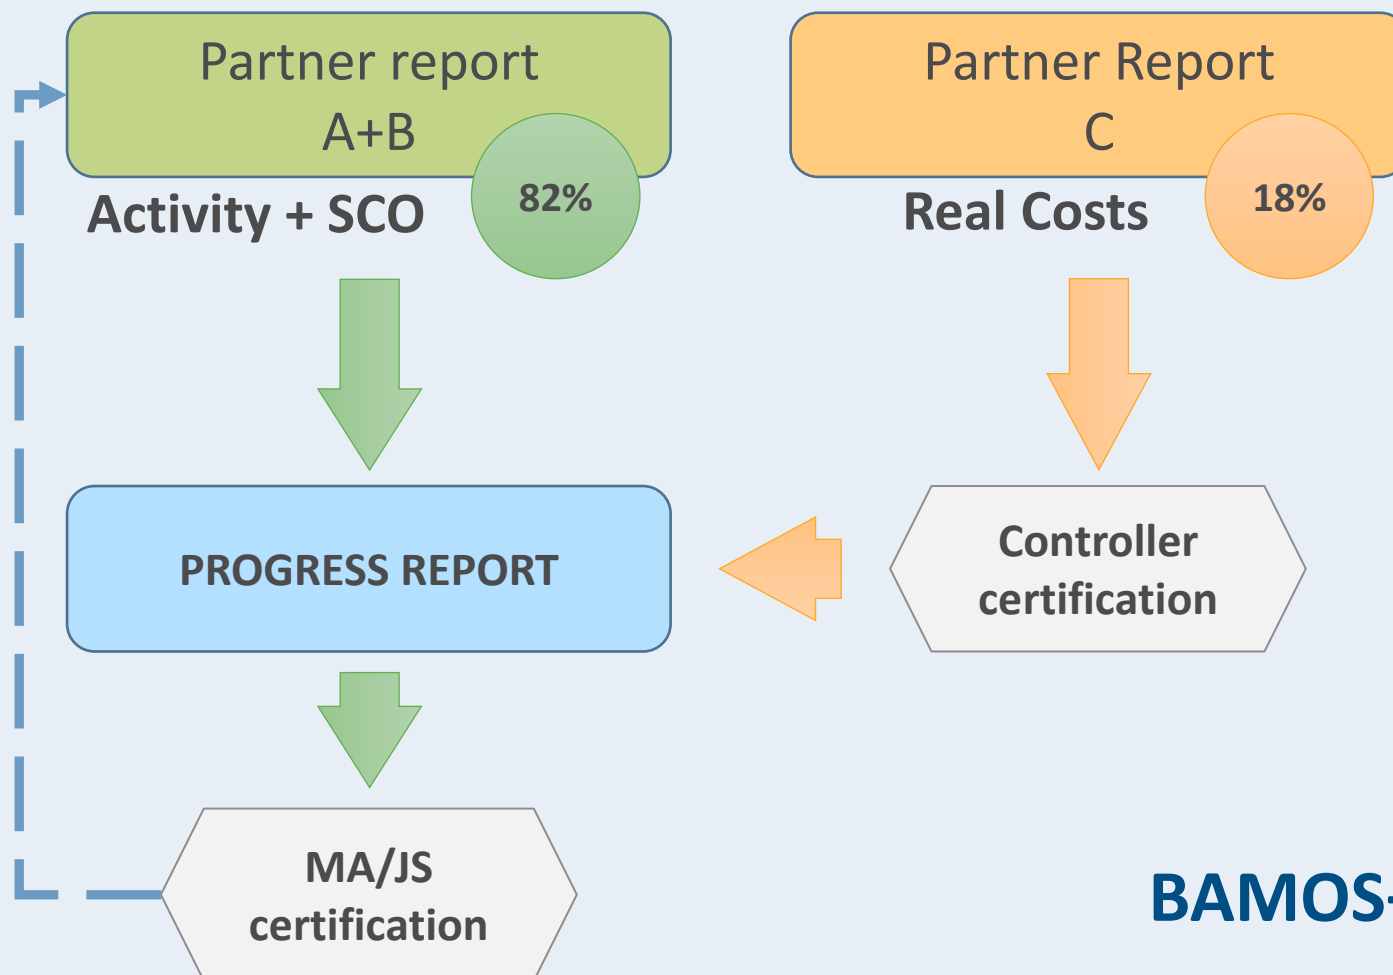 Partner report
A+B
82%
Activity + SCO
Partner Report
C
18%
Real Costs
PROGRESS REPORT
Controller
certification
MA/JS
certification
BAMOS+